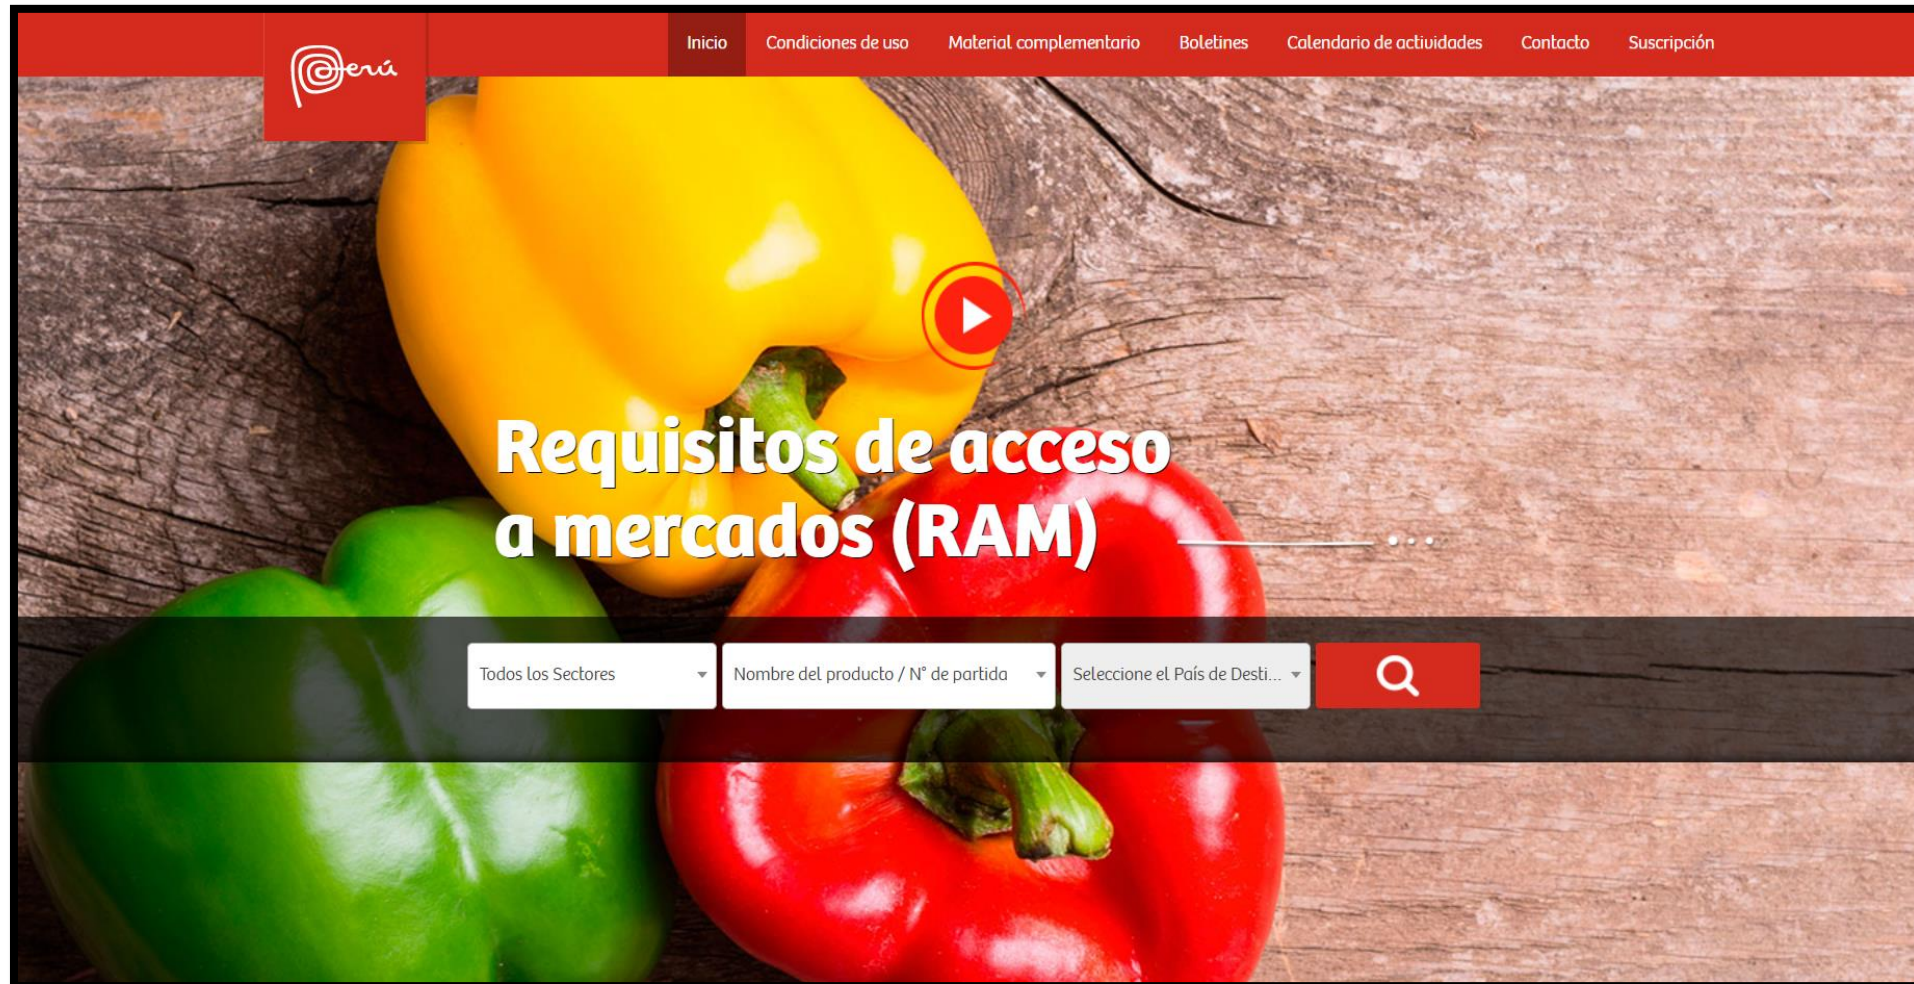 Perú
Inicio Condiciones de uso Material complementario Boletines Calendario de actividades Contacto Suscripción
Requisitos de acceso
a mercados (RAM)
Todos los Sectores Nombre del producto / N° de partida Seleccione el País de Desti...